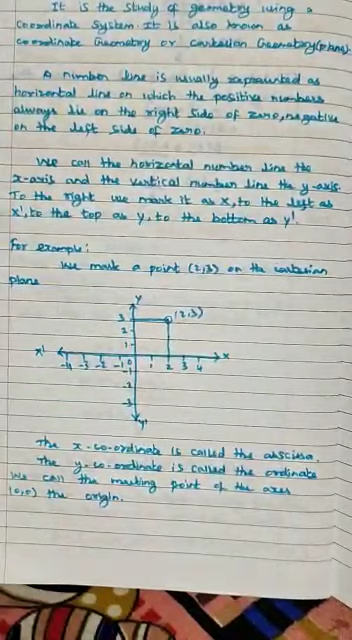 It is the study of geometry using a
coordinate system. It is also known as
coordinate Geometry or cartesian Geometry(plane).
A number line is usually represented as
horizontal line on which the positive numbers
always lie on the right side of zero, negative
on the left side of zero.
We call the horizontal number line the
x-axis and the vertical number line the y-axis.
To the right we mark it as X, to the left as
X', to the top as y, to the bottom as y'.
For example:
We mark a point (2,3) on the cartesian
plane
Y
3 (2,3)
2
1
X' -4 -3 -2 -1 0 1 2 3 4 X
-1
-2
-3
Y'
The x-co-ordinate is called the abscissa.
The y-co-ordinate is called the ordinate
We call the meeting point of the axes
(0,0) the origin.